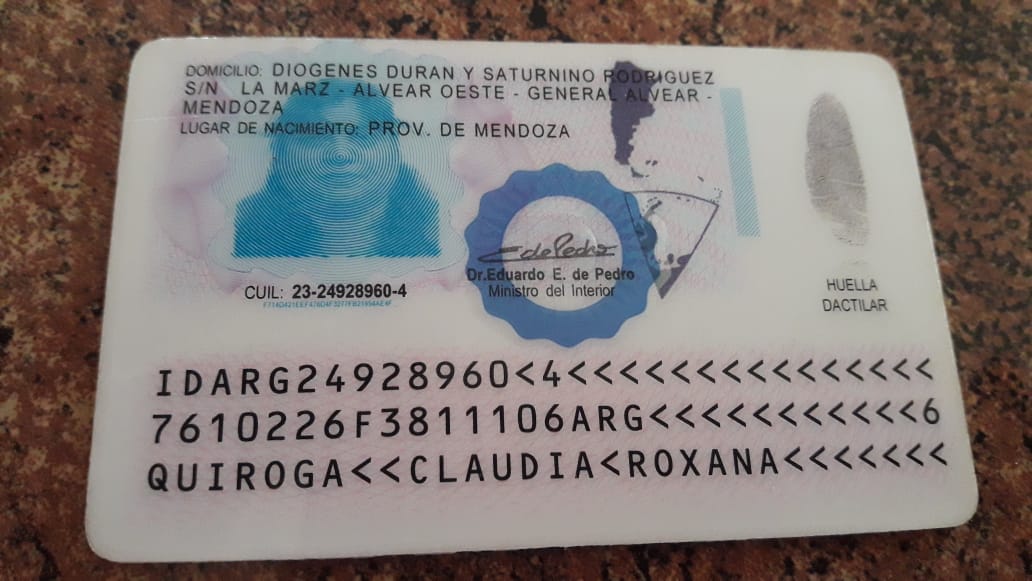 DOMICILIO: DIOGENES DURAN Y SATURNINO RODRIGUEZ
S/N LA MARZ - ALVEAR OESTE - GENERAL ALVEAR -
MENDOZA
LUGAR DE NACIMIENTO: PROV. DE MENDOZA
Dr.Eduardo E. de Pedro
Ministro del Interior
CUIL: 23-24928960-4
HUELLA
DACTILAR
IDARG24928960<4<<<<<<<<<<<<<<<
7610226F3811106ARG<<<<<<<<<<<6
QUIROGA<<CLAUDIA<ROXANA<<<<<<<